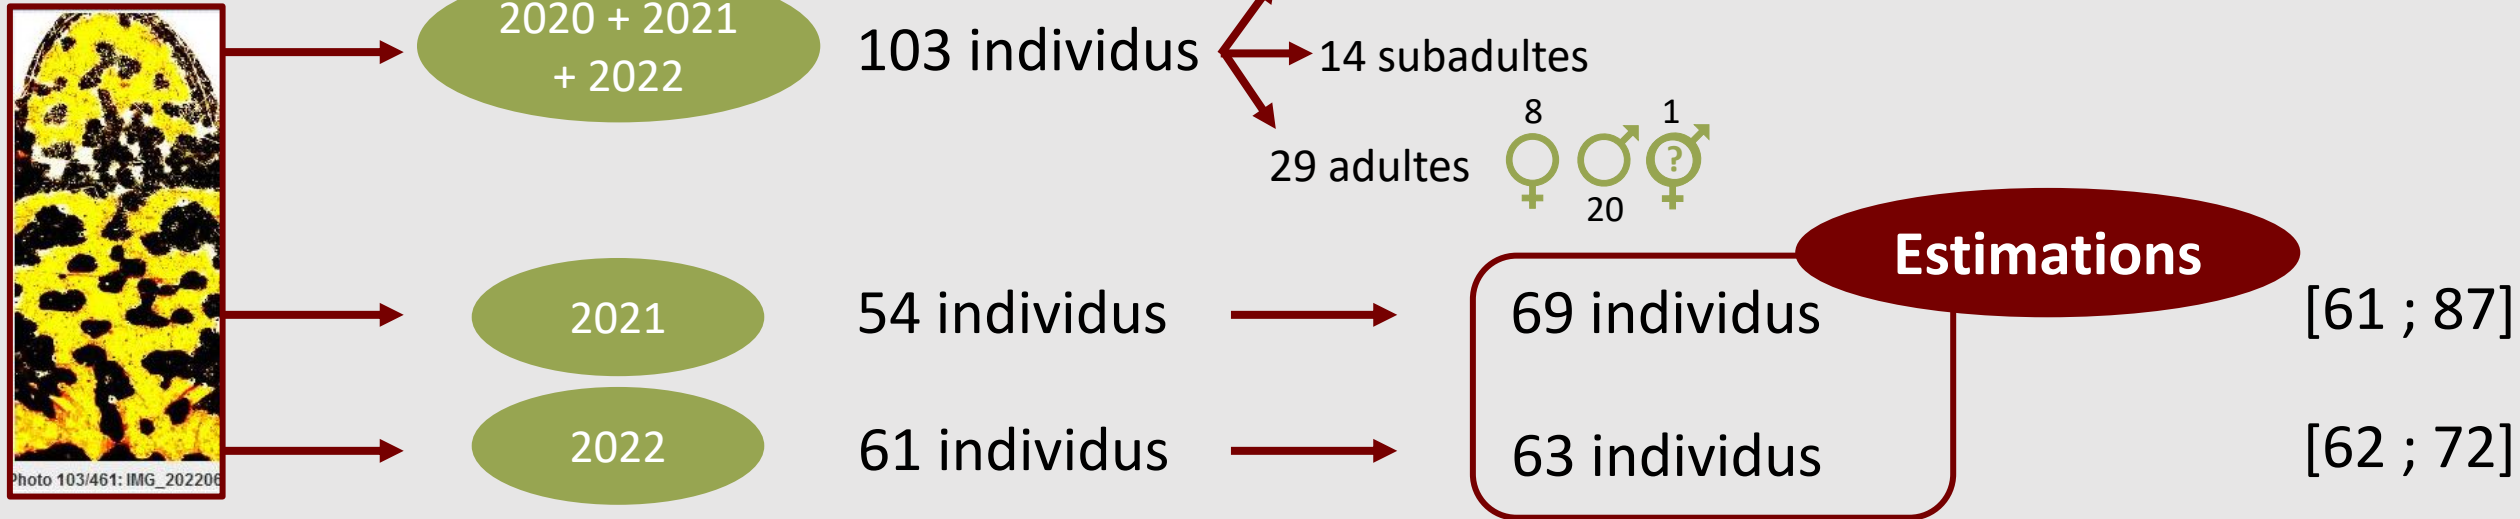 2020 + 2021
+ 2022
103 individus
14 subadultes
29 adultes
8
1
?
20
Estimations
2021
54 individus
69 individus
[61 ; 87]
2022
61 individus
63 individus
[62 ; 72]
Photo 103/461: IMG_202206